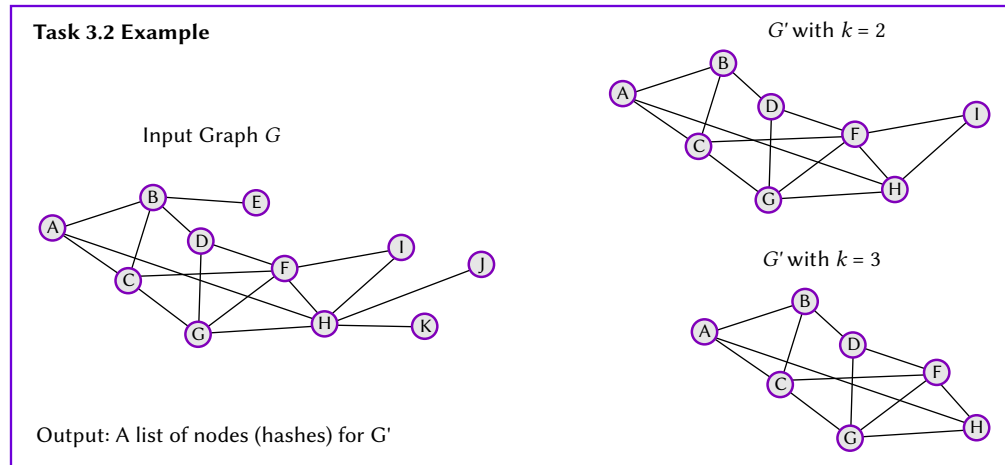 Task 3.2 Example
Input Graph G
B
E
A
D
I
F
J
C
H
K
G
Output: A list of nodes (hashes) for G'
G' with k = 2
B
A
D
I
F
C
H
G
G' with k = 3
B
A
D
F
C
H
G